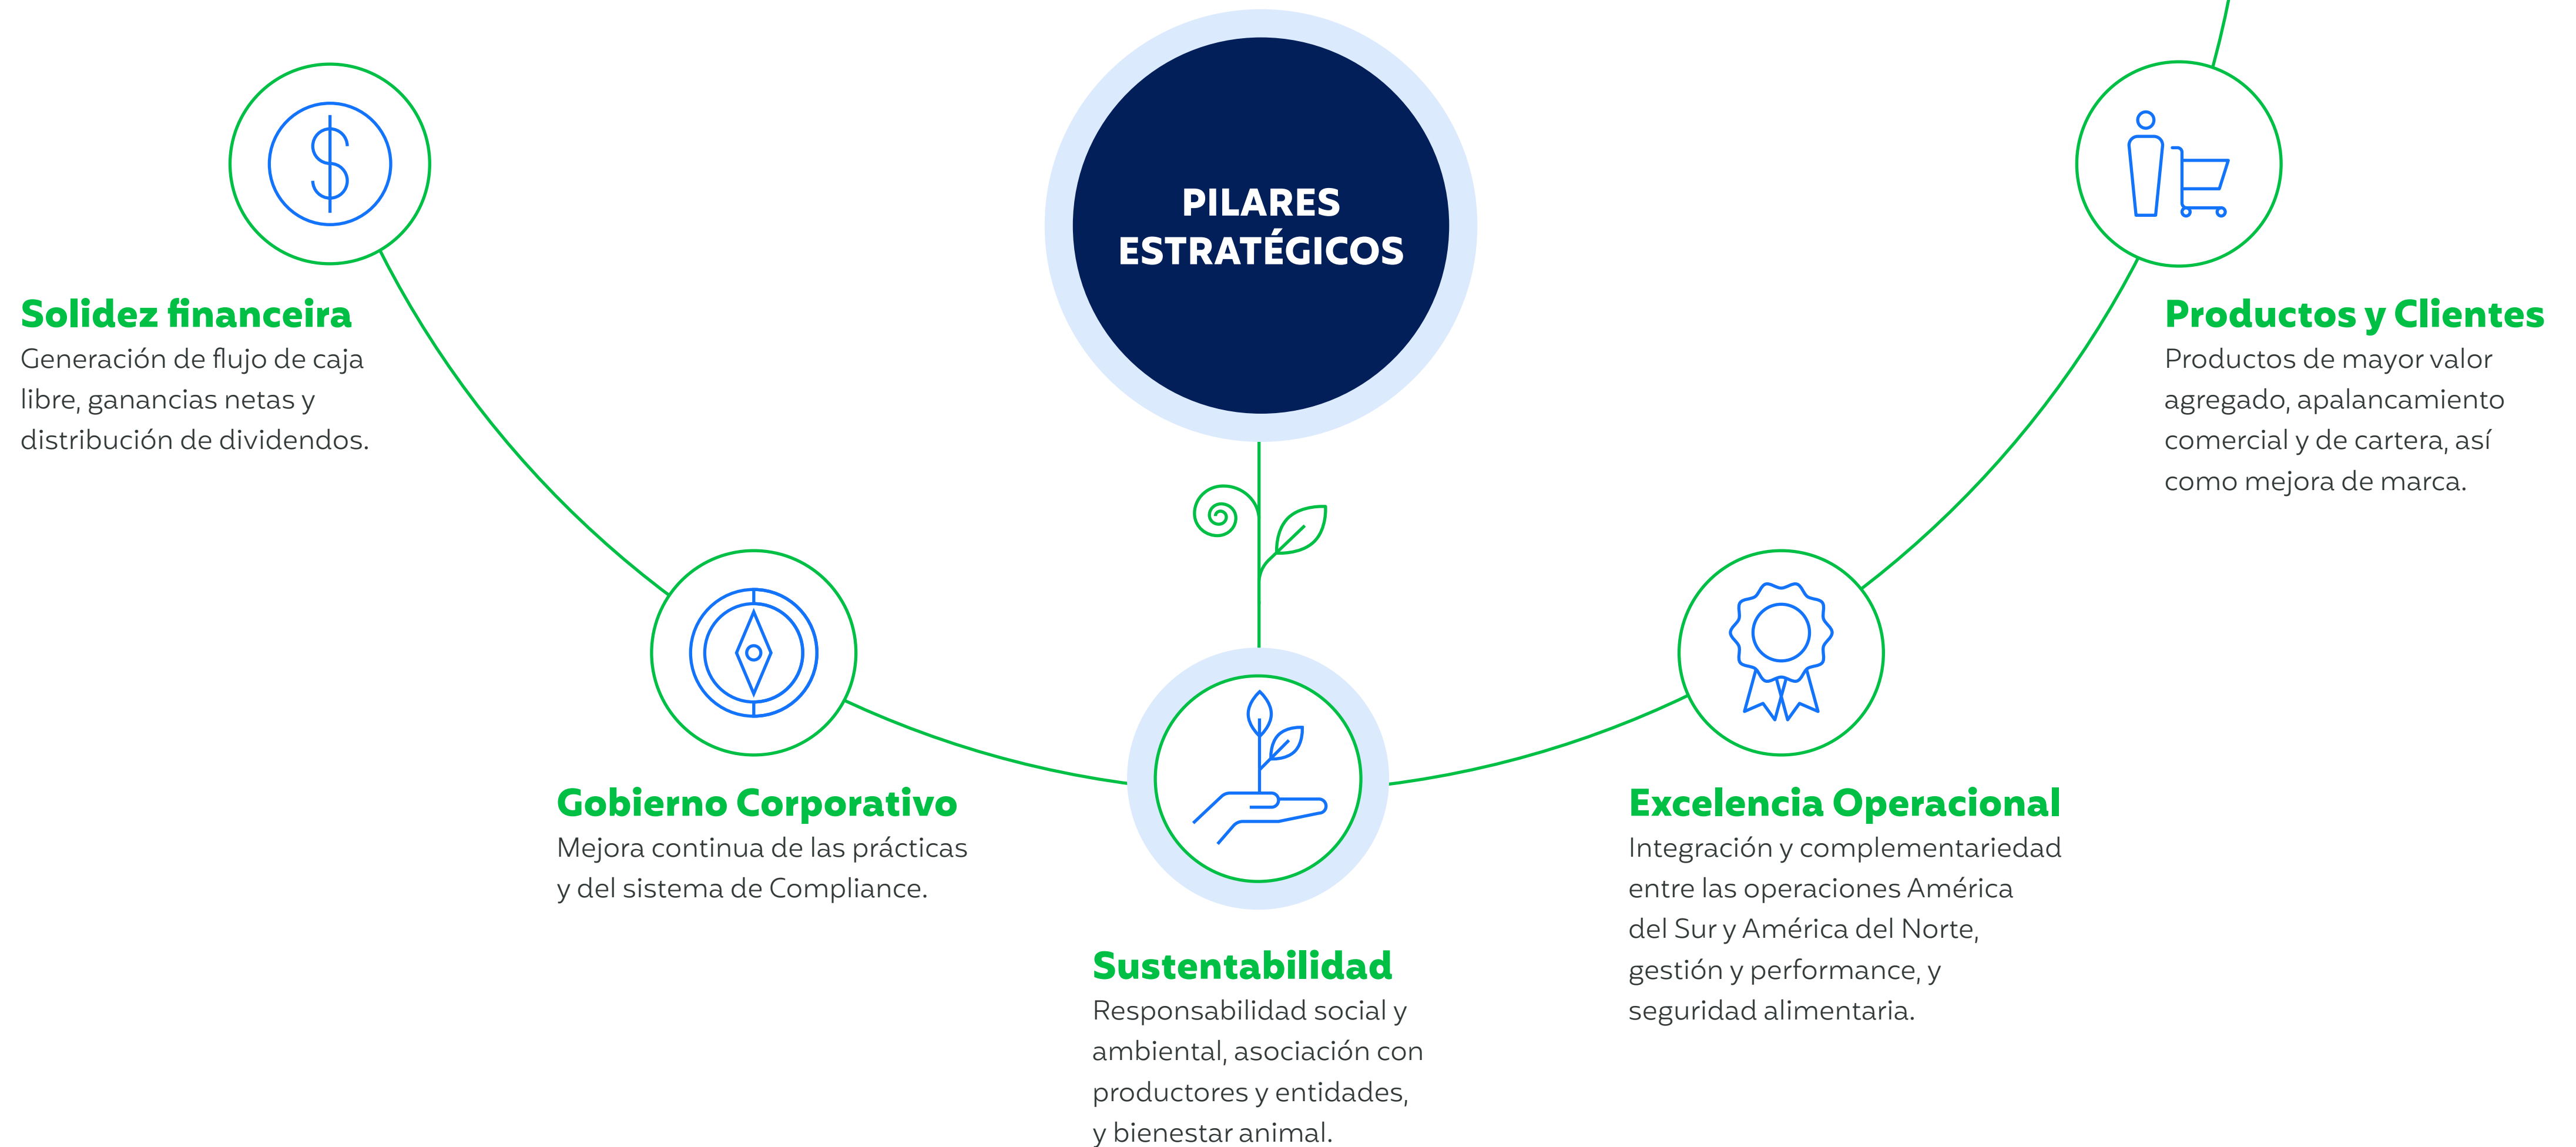 PILARES
ESTRATÉGICOS
Solidez financeira
Generación de flujo de caja
libre, ganancias netas y
distribución de dividendos.
Gobierno Corporativo
Mejora continua de las prácticas
y del sistema de Compliance.
Sustentabilidad
Responsabilidad social y
ambiental, asociación con
productores y entidades,
y bienestar animal.
Excelencia Operacional
Integración y complementariedad
entre las operaciones América
del Sur y América del Norte,
gestión y performance, y
seguridad alimentaria.
Productos y Clientes
Productos de mayor valor
agregado, apalancamiento
comercial y de cartera, así
como mejora de marca.